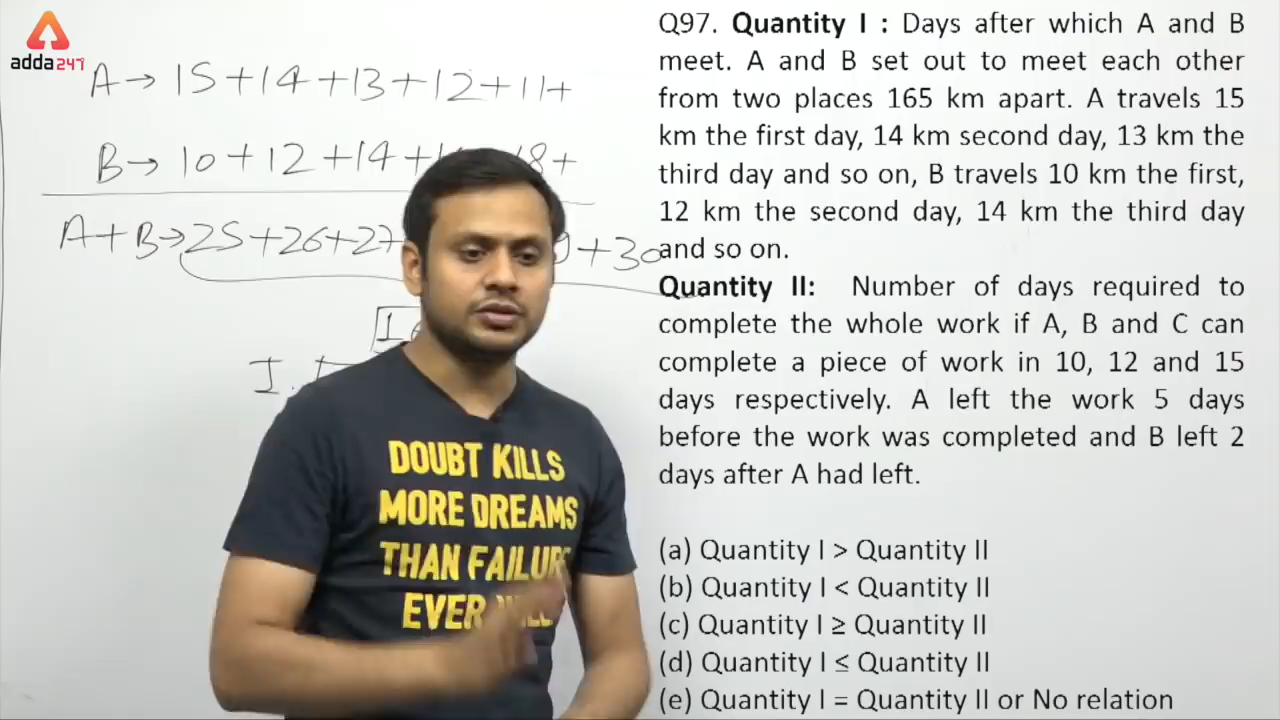 adda247
A → 15 + 14 + 13 + 12 + 11 +
B → 10 + 12 + 14 + 18 +
A + B → 25 + 26 + 27 + 30
I.
DOUBT KILLS
MORE DREAMS
THAN FAILURE
EVER
Q97. Quantity I : Days after which A and B
meet. A and B set out to meet each other
from two places 165 km apart. A travels 15
km the first day, 14 km second day, 13 km the
third day and so on, B travels 10 km the first,
12 km the second day, 14 km the third day
and so on.
Quantity II: Number of days required to
complete the whole work if A, B and C can
complete a piece of work in 10, 12 and 15
days respectively. A left the work 5 days
before the work was completed and B left 2
days after A had left.
(a) Quantity I > Quantity II
(b) Quantity I < Quantity II
(c) Quantity I ≥ Quantity II
(d) Quantity I ≤ Quantity II
(e) Quantity I = Quantity II or No relation